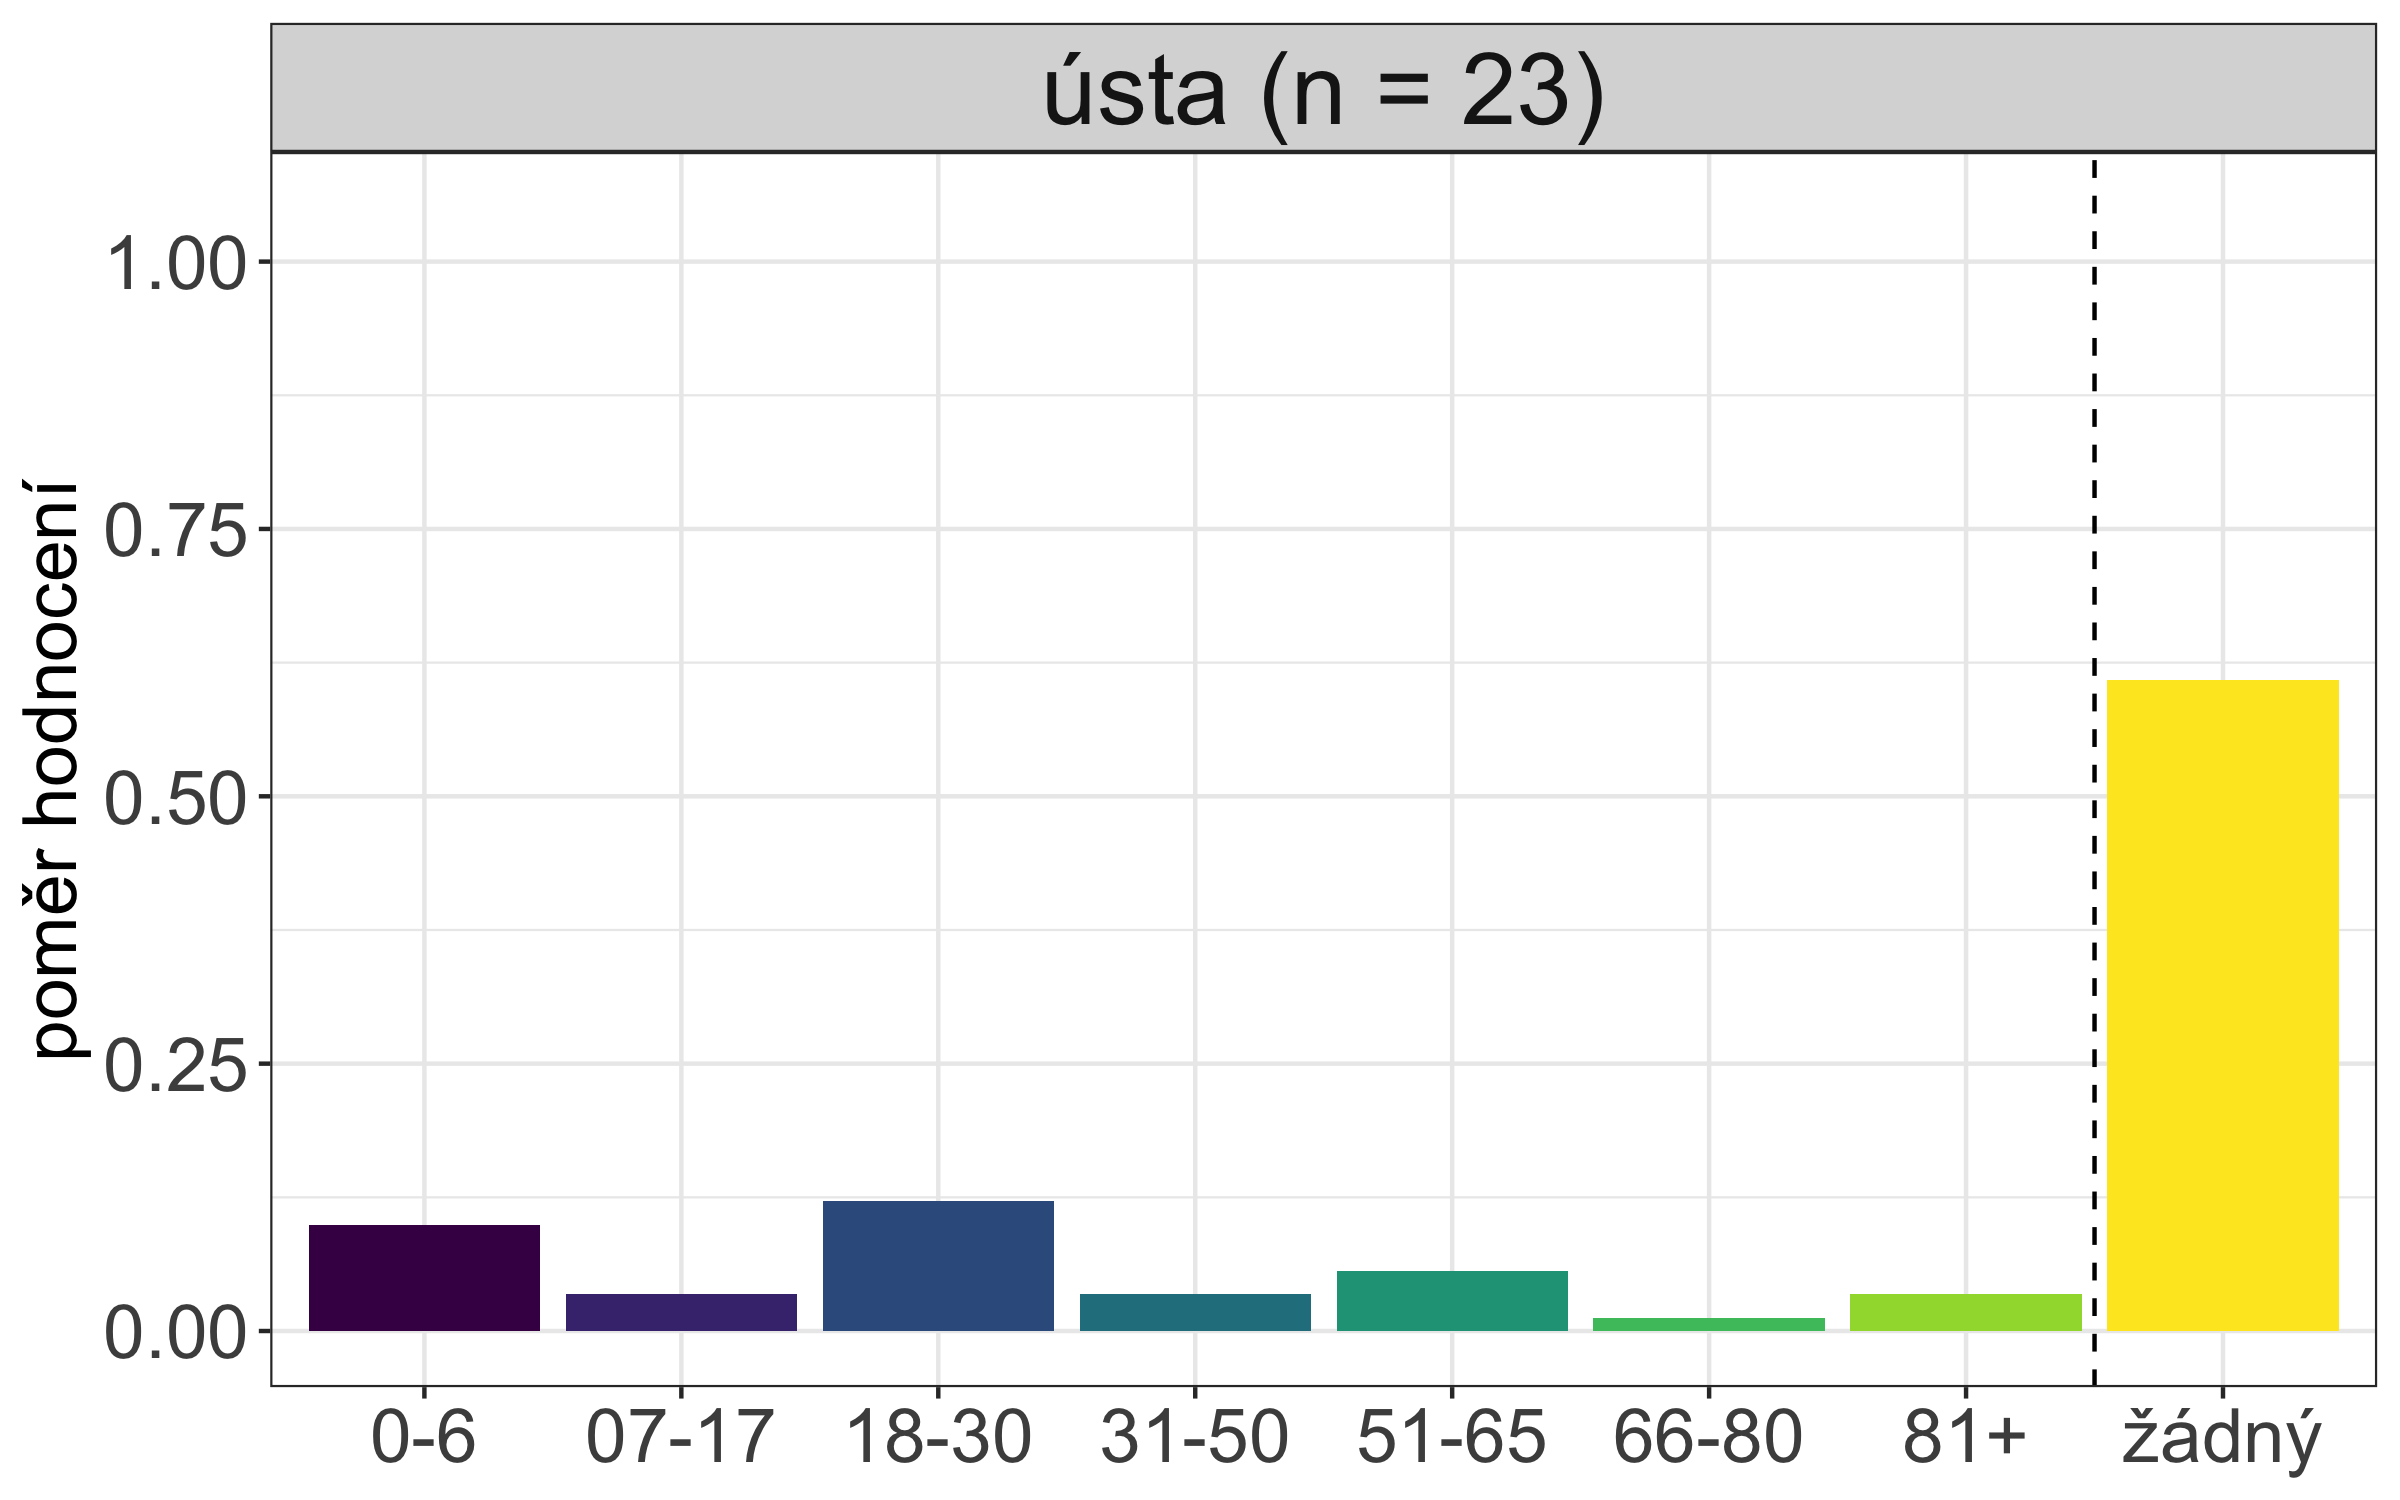 ústa (n = 23)
poměr hodnocení
1.00
0.75
0.50
0.25
0.00
0-6 07-17 18-30 31-50 51-65 66-80 81+ žádný